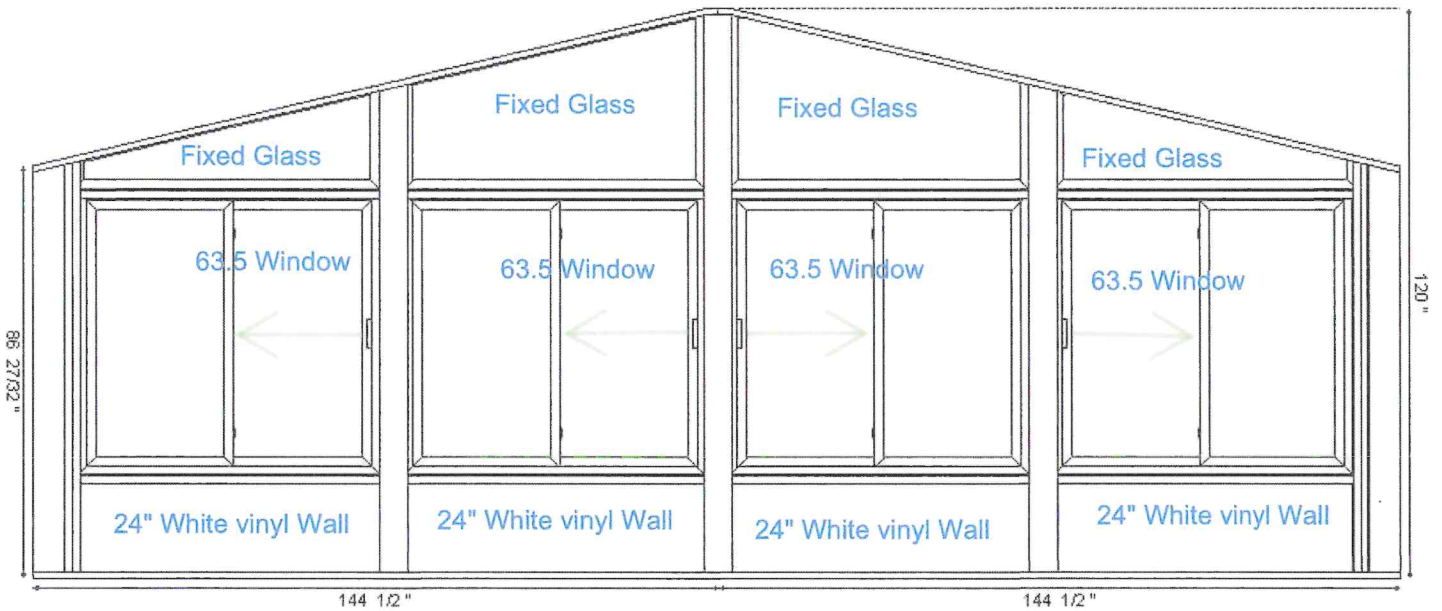 Fixed Glass
Fixed Glass
Fixed Glass
Fixed Glass
63.5 Window
63.5 Window
63.5 Window
63.5 Window
120 "
86 27/32 "
24" White vinyl Wall
24" White vinyl Wall
24" White vinyl Wall
24" White vinyl Wall
144 1/2 "
144 1/2 "